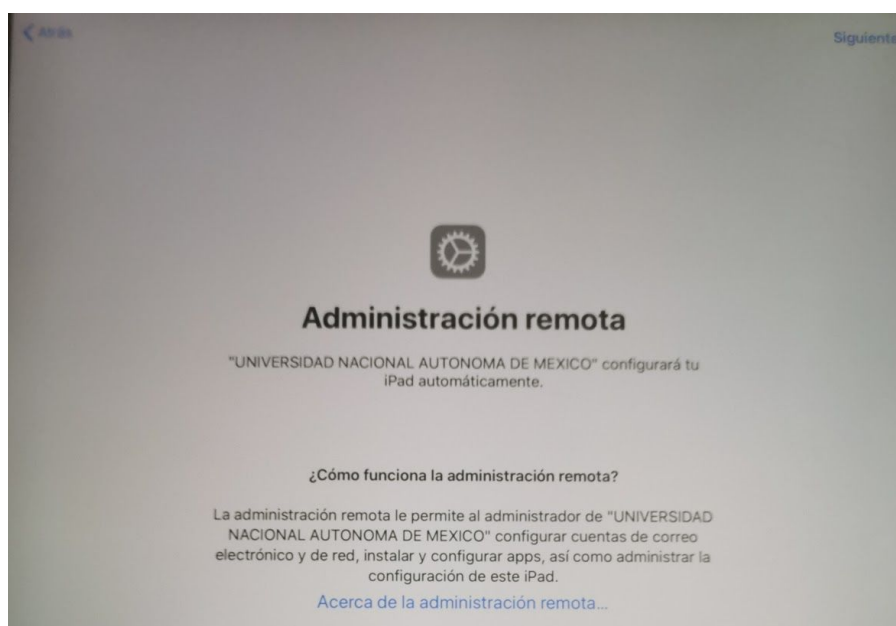 Atrás
Siguiente
Administración remota
"UNIVERSIDAD NACIONAL AUTONOMA DE MEXICO" configurará tu
iPad automáticamente.
¿Cómo funciona la administración remota?
La administración remota le permite al administrador de "UNIVERSIDAD
NACIONAL AUTONOMA DE MEXICO" configurar cuentas de correo
electrónico y de red, instalar y configurar apps, así como administrar la
configuración de este iPad.
Acerca de la administración remota...